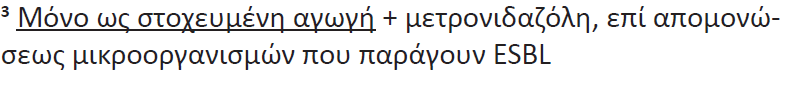 ³ Μόνο ως στοχευμένη αγωγή + μετρονιδαζόλη, επί απομονώ-
σεως μικροοργανισμών που παράγουν ESBL